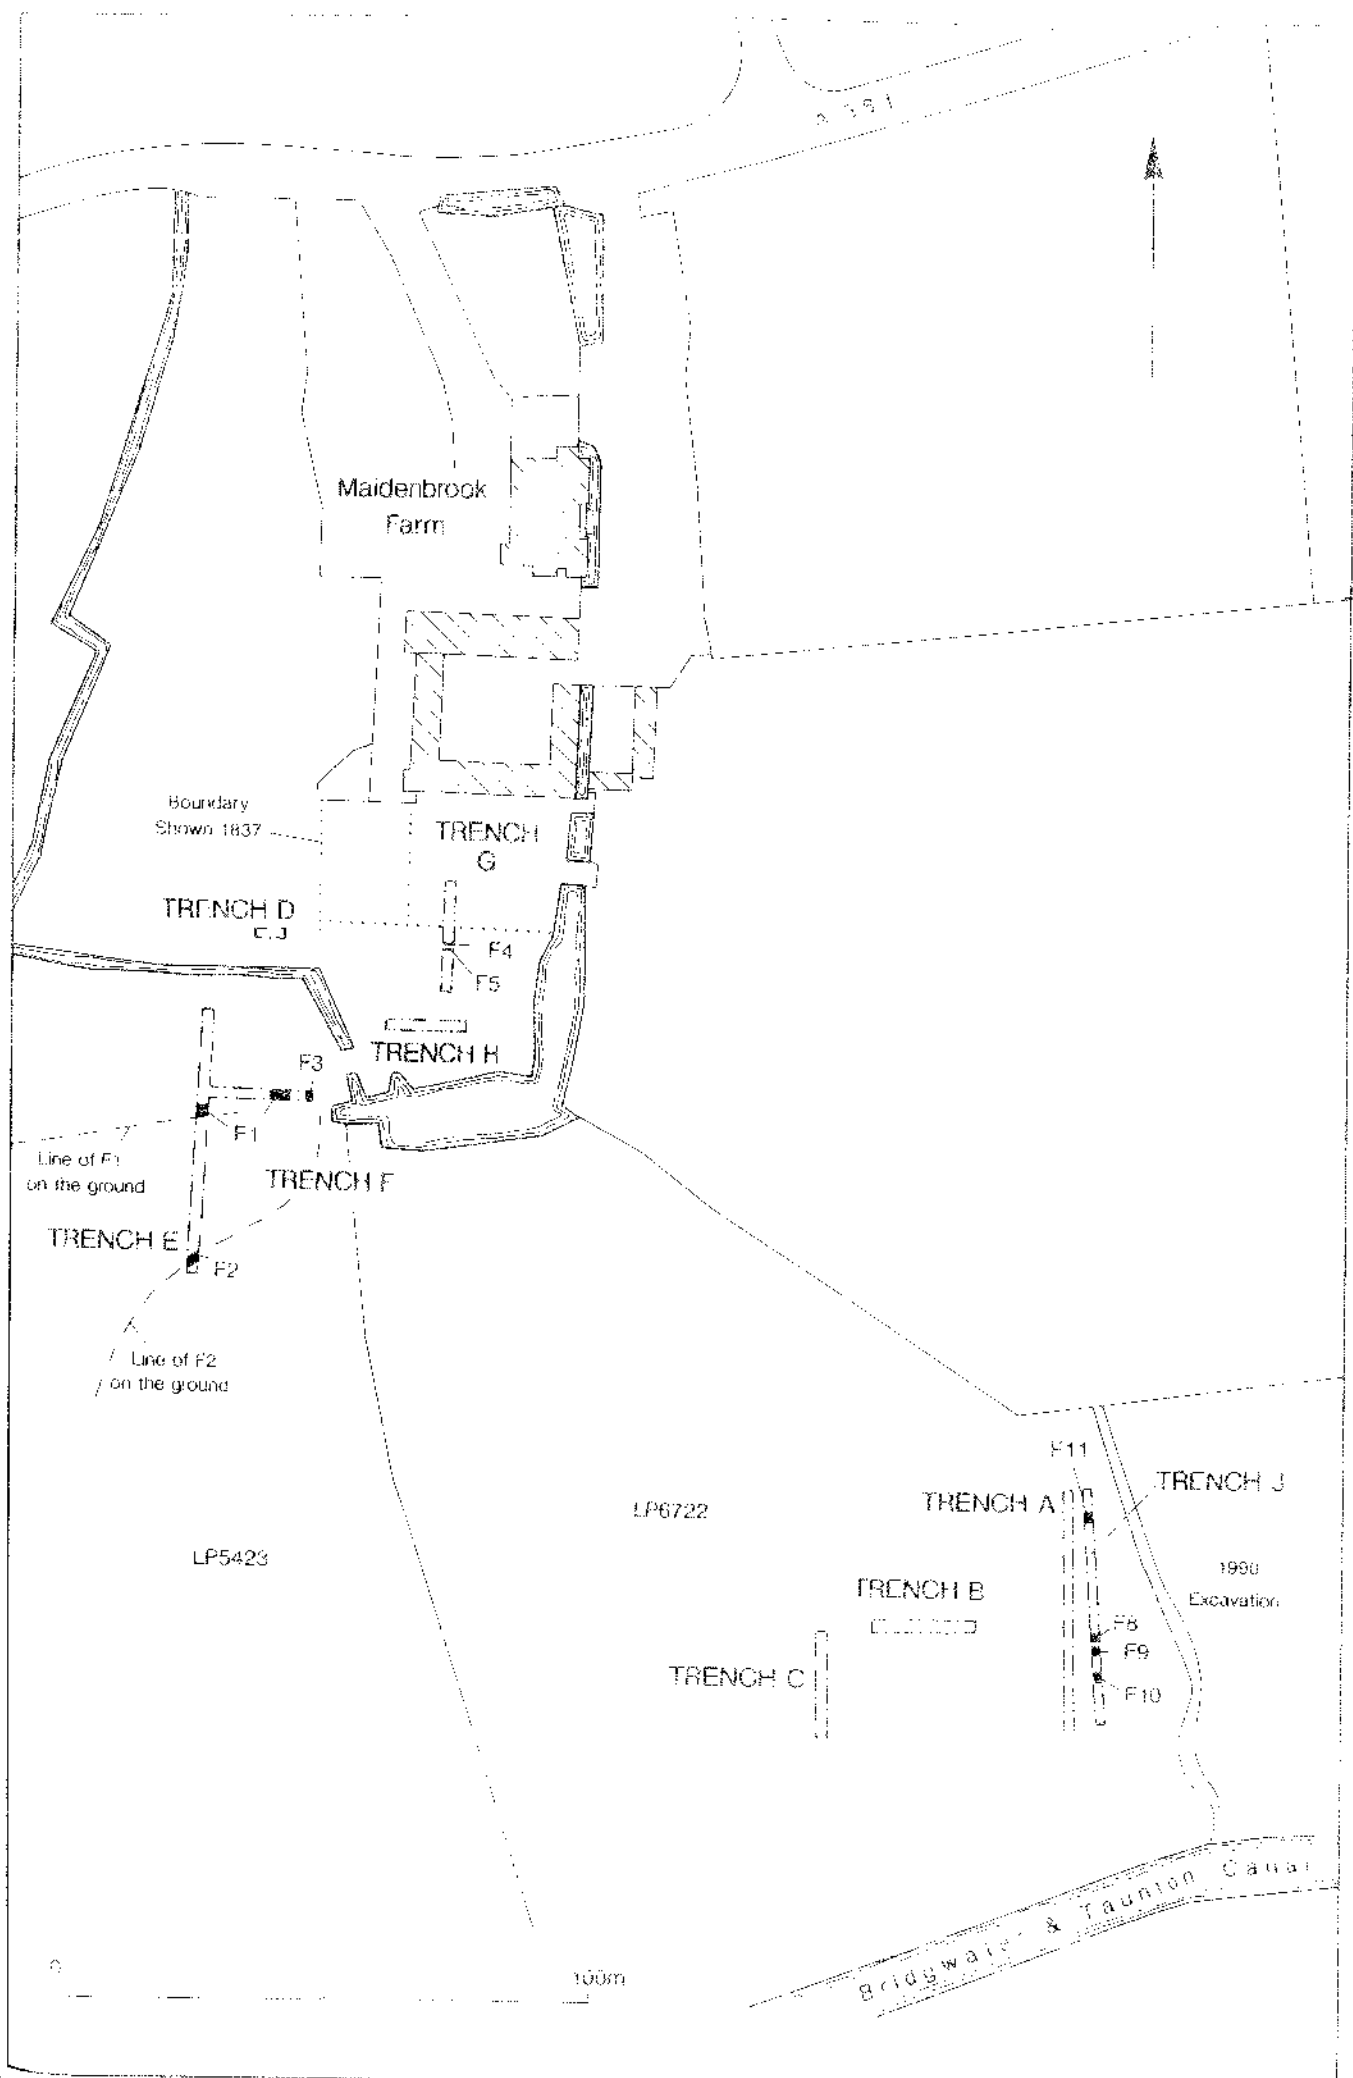 A 361
Maidenbrook
Farm
Boundary
Shown 1837
TRENCH
G
TRENCH D
F4
F5
TRENCH H
F3
F1
Line of F1
on the ground
TRENCH F
TRENCH E
F2
Line of F2
on the ground
F11
TRENCH A
TRENCH J
LP6722
LP5423
1990
Excavation
TRENCH B
F8
F9
TRENCH C
F10
Bridgwater & Taunton Canal
0
100m